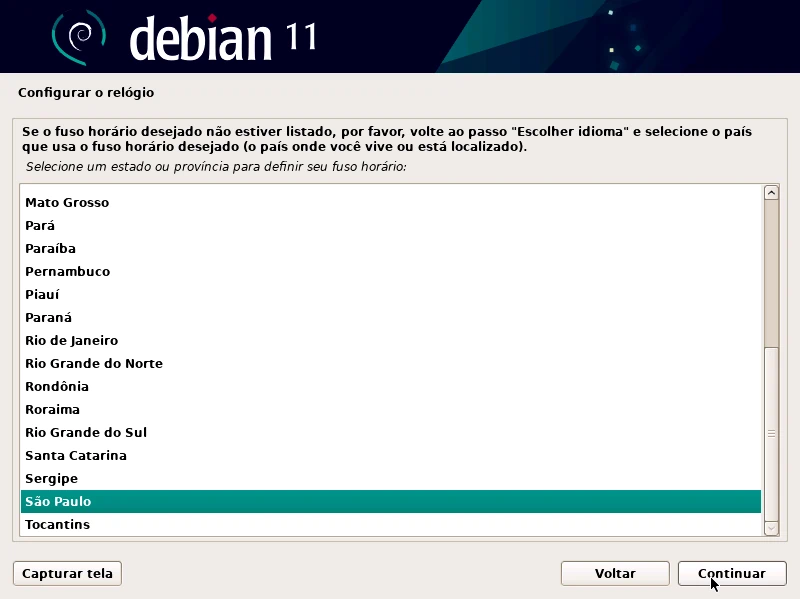 debian 11
Configurar o relógio
Se o fuso horário desejado não estiver listado, por favor, volte ao passo "Escolher idioma" e selecione o país
que usa o fuso horário desejado (o país onde você vive ou está localizado).
Selecione um estado ou província para definir seu fuso horário:
Mato Grosso
Pará
Paraíba
Pernambuco
Piauí
Paraná
Rio de Janeiro
Rio Grande do Norte
Rondônia
Roraima
Rio Grande do Sul
Santa Catarina
Sergipe
São Paulo
Tocantins
Capturar tela
Voltar
Continuar